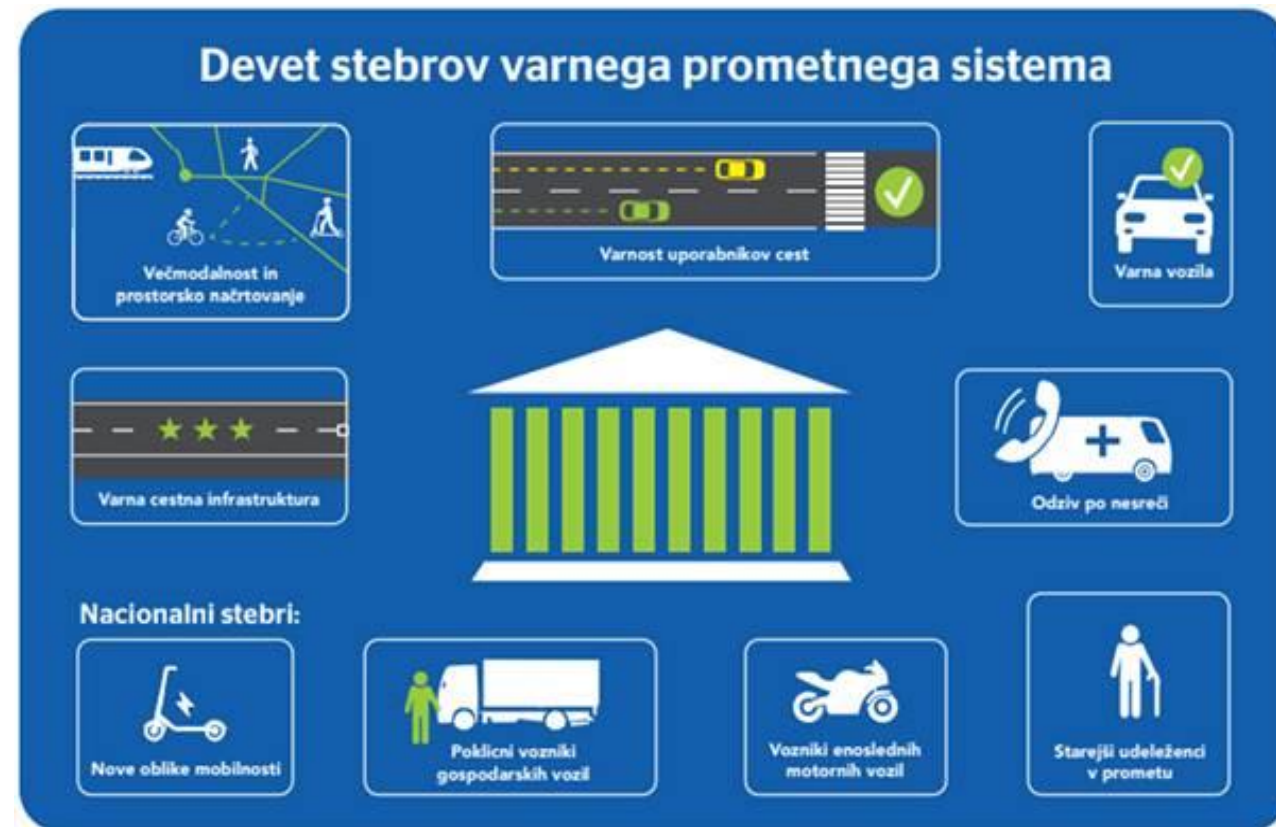 Devet stebrov varnega prometnega sistema
Večmodalnost in
prostorsko načrtovanje
Varnost uporabnikov cest
Varna vozila
Varna cestna infrastruktura
Odziv po nesreči
Nacionalni stebri:
Nove oblike mobilnosti
Poklicni vozniki
gospodarskih vozil
Vozniki enoslednih
motornih vozil
Starejši udeleženci
v prometu